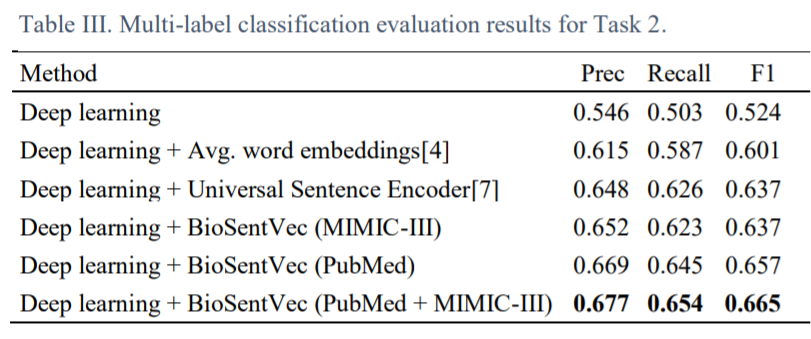 Table III. Multi-label classification evaluation results for Task 2.
Method Prec Recall F1
Deep learning 0.546 0.503 0.524
Deep learning + Avg. word embeddings[4] 0.615 0.587 0.601
Deep learning + Universal Sentence Encoder[7] 0.648 0.626 0.637
Deep learning + BioSentVec (MIMIC-III) 0.652 0.623 0.637
Deep learning + BioSentVec (PubMed) 0.669 0.645 0.657
Deep learning + BioSentVec (PubMed + MIMIC-III) 0.677 0.654 0.665